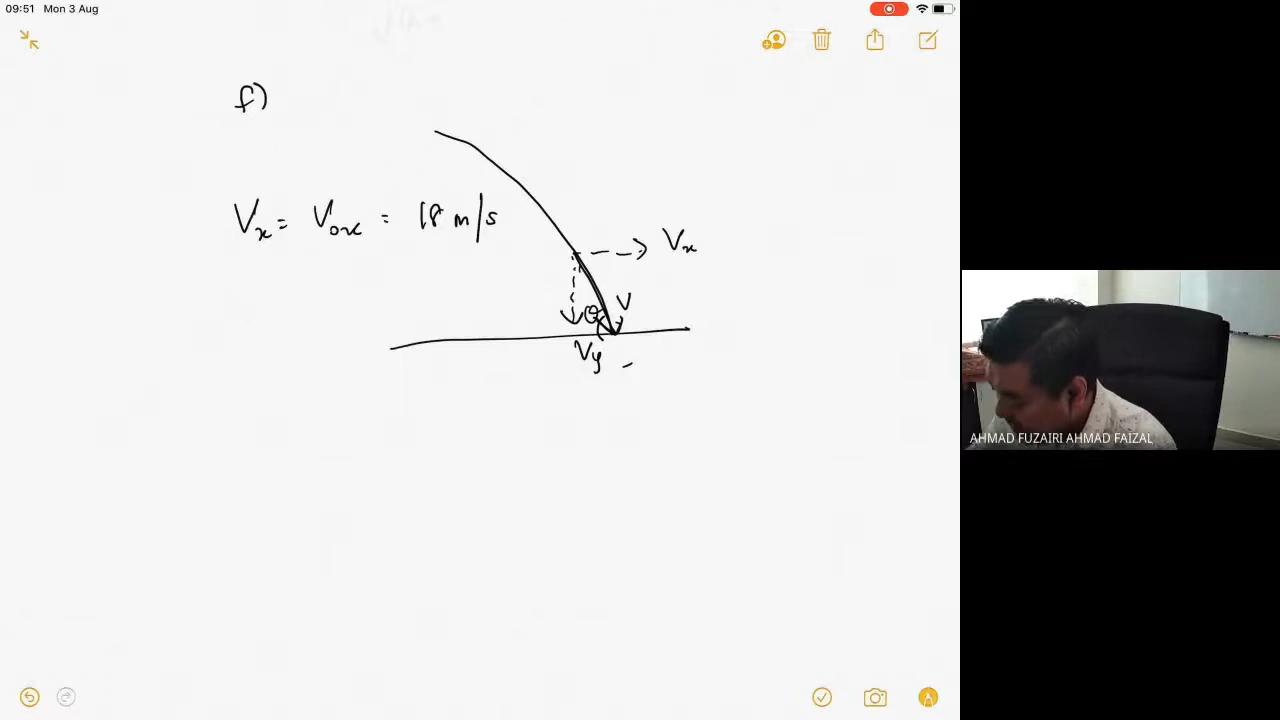 09:51 Mon 3 Aug
f)
Vx = Vox = 18 m/s
Vx
θ
V
Vy
AHMAD FUZAIRI AHMAD FAIZAL